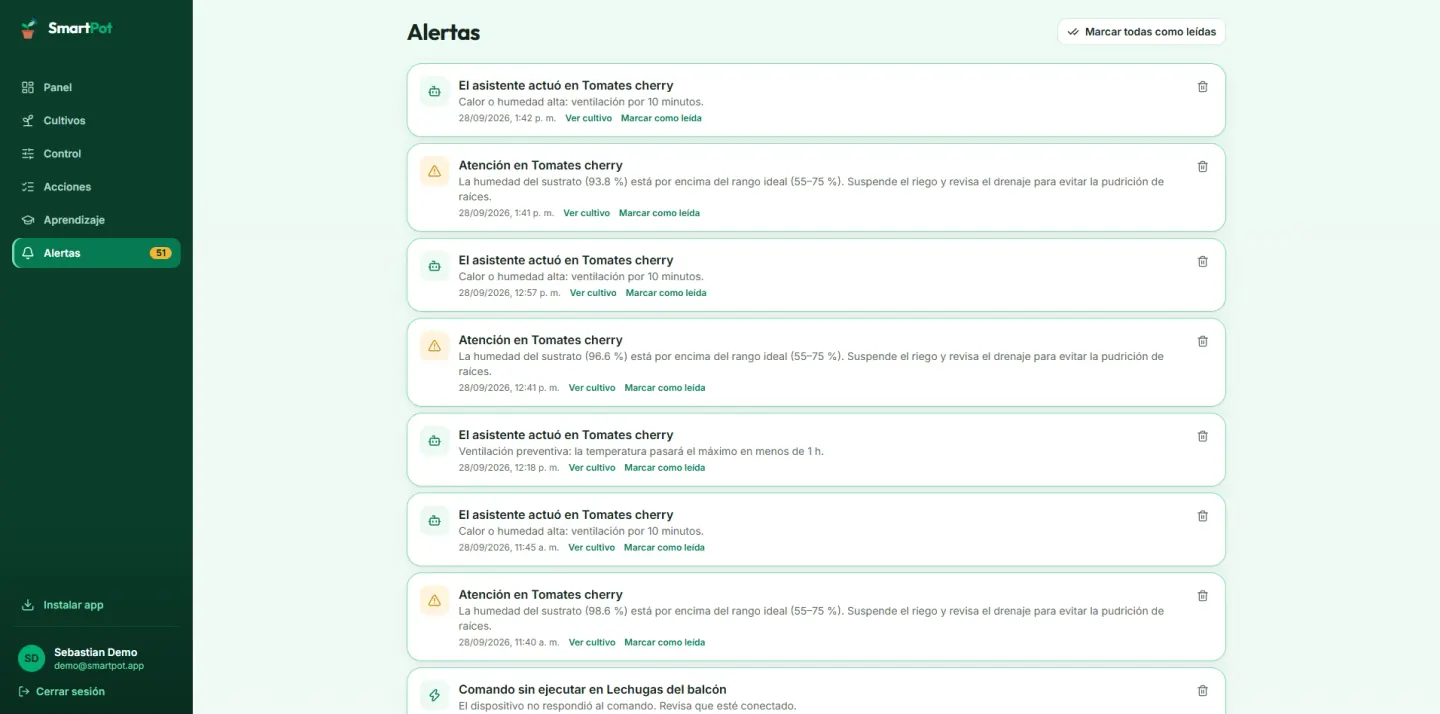 SmartPot
Panel
Cultivos
Control
Acciones
Aprendizaje
Alertas 51
Instalar app
SD
Sebastian Demo
demo@smartpot.app
Cerrar sesión
Alertas
Marcar todas como leídas
El asistente actuó en Tomates cherry
Calor o humedad alta: ventilación por 10 minutos.
28/09/2026, 1:42 p. m. Ver cultivo Marcar como leída
Atención en Tomates cherry
La humedad del sustrato (93.8 %) está por encima del rango ideal (55–75 %). Suspende el riego y revisa el drenaje para evitar la pudrición de
raíces.
28/09/2026, 1:41 p. m. Ver cultivo Marcar como leída
El asistente actuó en Tomates cherry
Calor o humedad alta: ventilación por 10 minutos.
28/09/2026, 12:57 p. m. Ver cultivo Marcar como leída
Atención en Tomates cherry
La humedad del sustrato (96.6 %) está por encima del rango ideal (55–75 %). Suspende el riego y revisa el drenaje para evitar la pudrición de
raíces.
28/09/2026, 12:41 p. m. Ver cultivo Marcar como leída
El asistente actuó en Tomates cherry
Ventilación preventiva: la temperatura pasará el máximo en menos de 1 h.
28/09/2026, 12:18 p. m. Ver cultivo Marcar como leída
El asistente actuó en Tomates cherry
Calor o humedad alta: ventilación por 10 minutos.
28/09/2026, 11:45 a. m. Ver cultivo Marcar como leída
Atención en Tomates cherry
La humedad del sustrato (98.6 %) está por encima del rango ideal (55–75 %). Suspende el riego y revisa el drenaje para evitar la pudrición de
raíces.
28/09/2026, 11:40 a. m. Ver cultivo Marcar como leída
Comando sin ejecutar en Lechugas del balcón
El dispositivo no respondió al comando. Revisa que esté conectado.